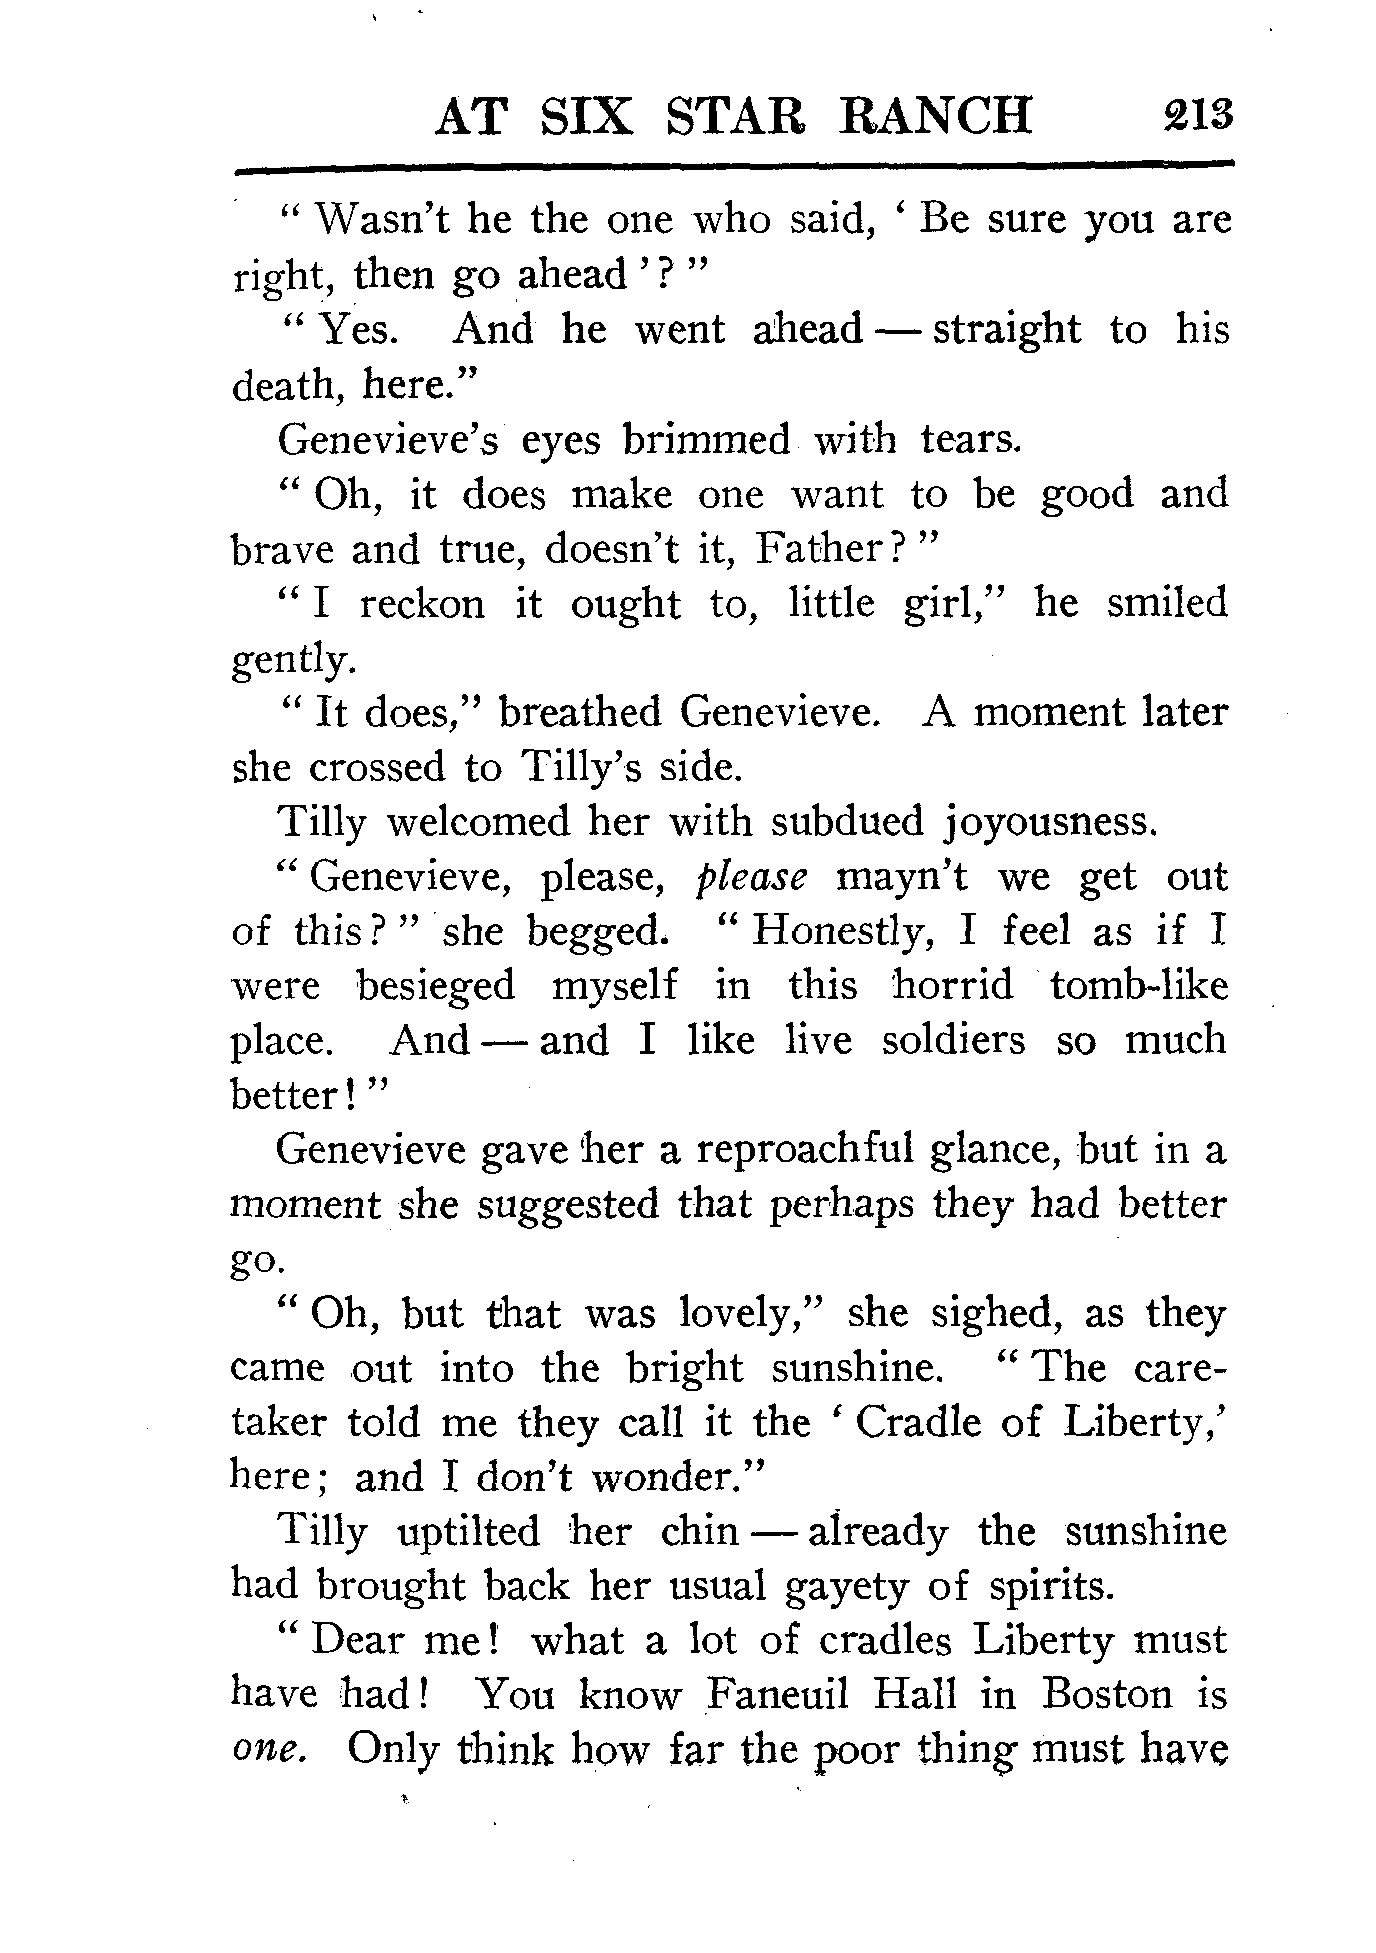 AT SIX STAR RANCH 213
" Wasn't he the one who said, ' Be sure you are
right, then go ahead '? "
" Yes. And he went ahead — straight to his
death, here."
Genevieve's eyes brimmed with tears.
" Oh, it does make one want to be good and
brave and true, doesn't it, Father? "
" I reckon it ought to, little girl," he smiled
gently.
" It does," breathed Genevieve. A moment later
she crossed to Tilly's side.
Tilly welcomed her with subdued joyousness.
" Genevieve, please, please mayn't we get out
of this? " she begged. " Honestly, I feel as if I
were besieged myself in this horrid tomb-like
place. And — and I like live soldiers so much
better! "
Genevieve gave her a reproachful glance, but in a
moment she suggested that perhaps they had better
go.
" Oh, but that was lovely," she sighed, as they
came out into the bright sunshine. " The care-
taker told me they call it the ' Cradle of Liberty,'
here; and I don't wonder."
Tilly uptilted her chin — already the sunshine
had brought back her usual gayety of spirits.
" Dear me! what a lot of cradles Liberty must
have had! You know Faneuil Hall in Boston is
one. Only think how far the poor thing must have